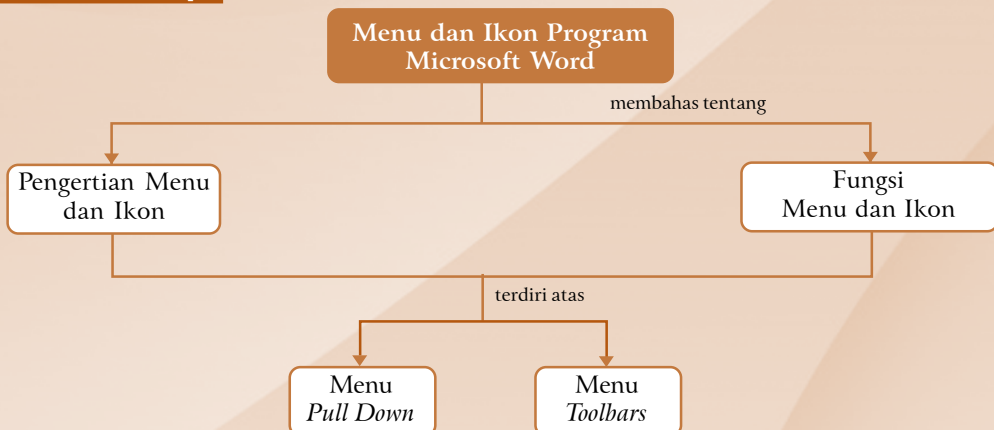 Menu dan Ikon Program
Microsoft Word
membahas tentang
Pengertian Menu
dan Ikon
Fungsi
Menu dan Ikon
terdiri atas
Menu
Pull Down
Menu
Toolbars